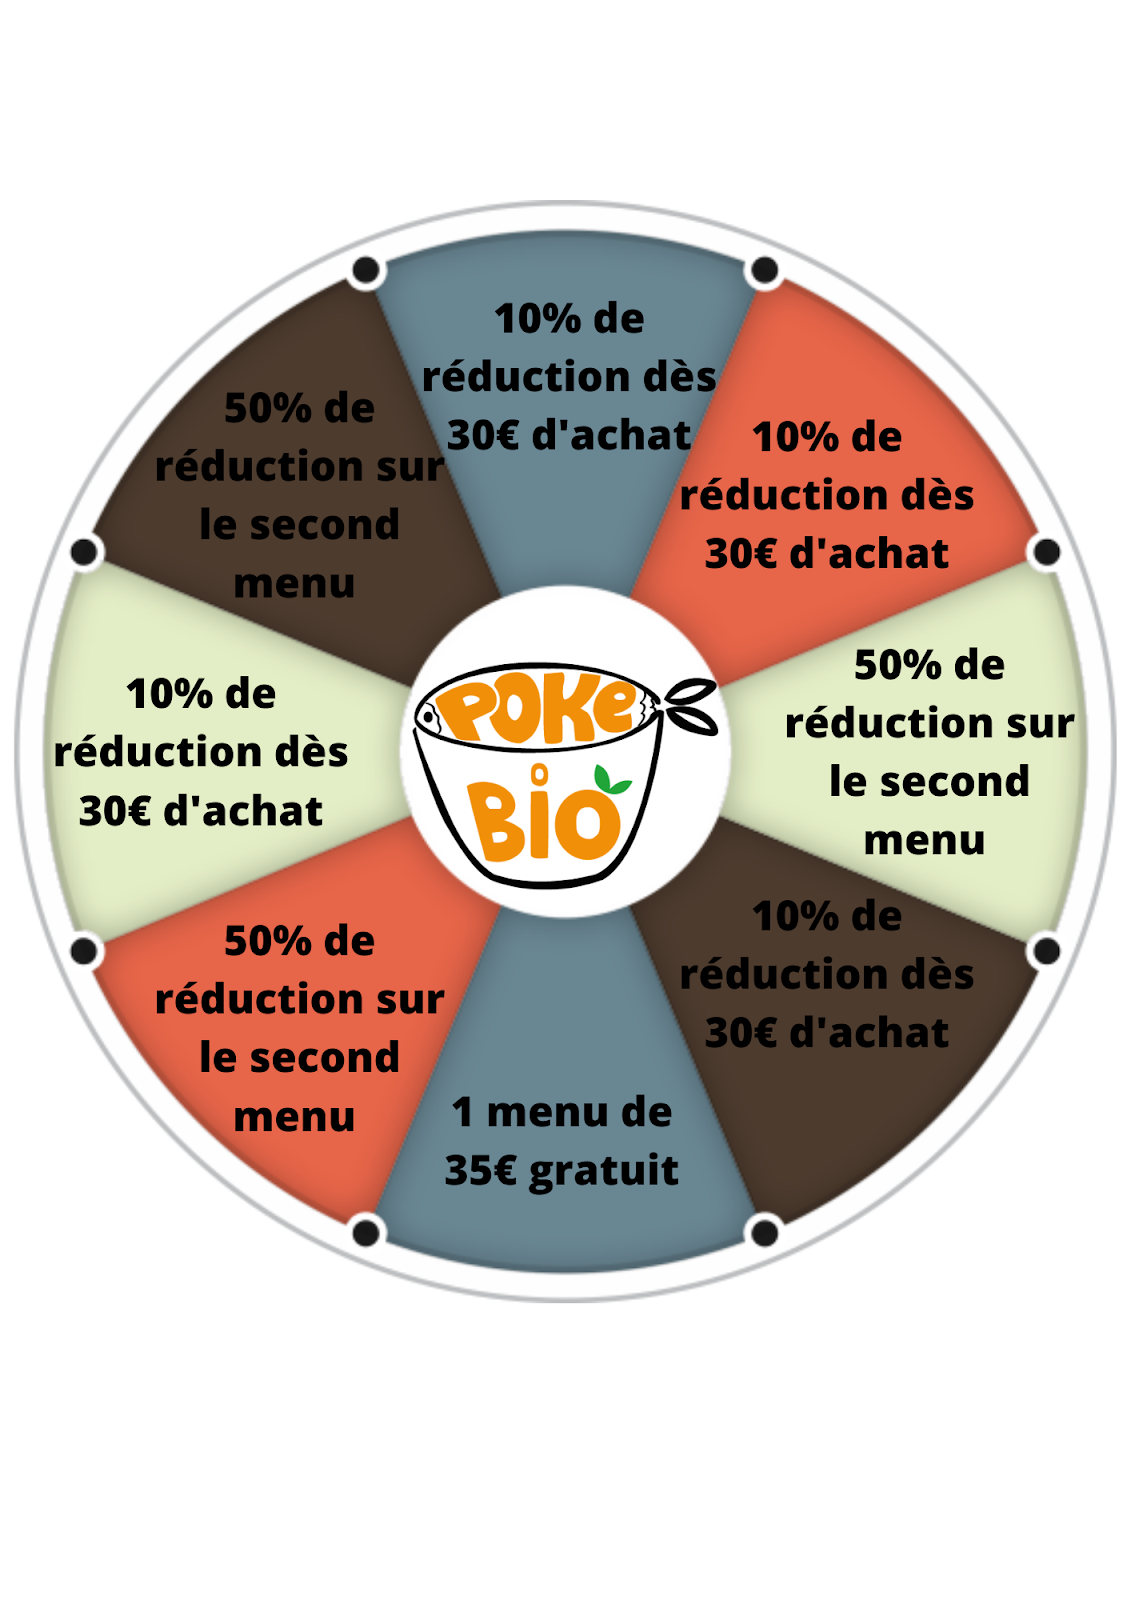 10% de
réduction dès
30€ d'achat
10% de
réduction dès
30€ d'achat
50% de
réduction sur
le second
menu
10% de
réduction dès
30€ d'achat
1 menu de
35€ gratuit
50% de
réduction sur
le second
menu
10% de
réduction dès
30€ d'achat
50% de
réduction sur
le second
menu
POKe
BIO